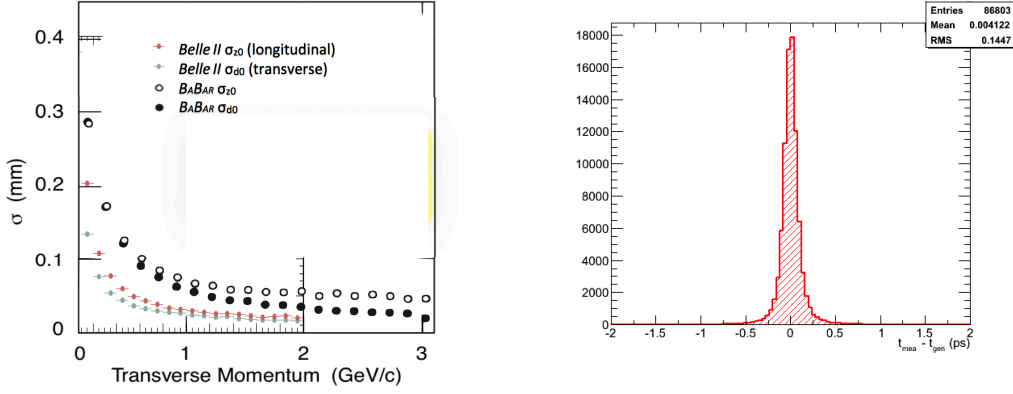 0.4
0.3
0.2
0.1
0
σ (mm)
Belle II σz0 (longitudinal)
Belle II σd0 (transverse)
BABAR σz0
BABAR σd0
0 1 2 3
Transverse Momentum (GeV/c)
Entries 86803
Mean 0.004122
RMS 0.1447
18000
16000
14000
12000
10000
8000
6000
4000
2000
0
-2 -1.5 -1 -0.5 0 0.5 1 1.5 2
tmea - tgen (ps)